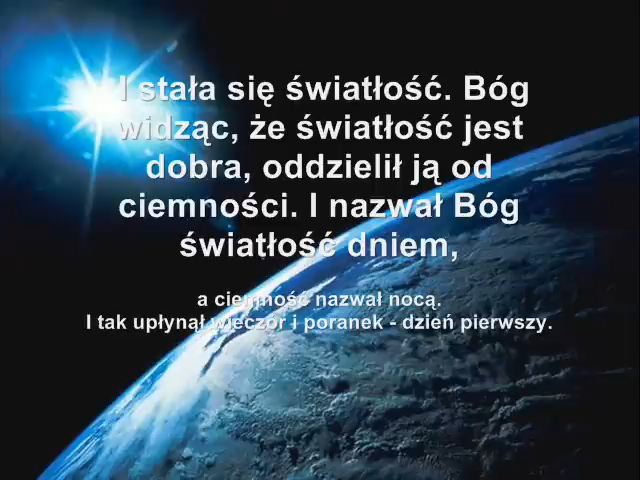 I stała się światłość. Bóg
widząc, że światłość jest
dobra, oddzielił ją od
ciemności. I nazwał Bóg
światłość dniem,
a ciemność nazwał nocą.
I tak upłynął wieczór i poranek - dzień pierwszy.